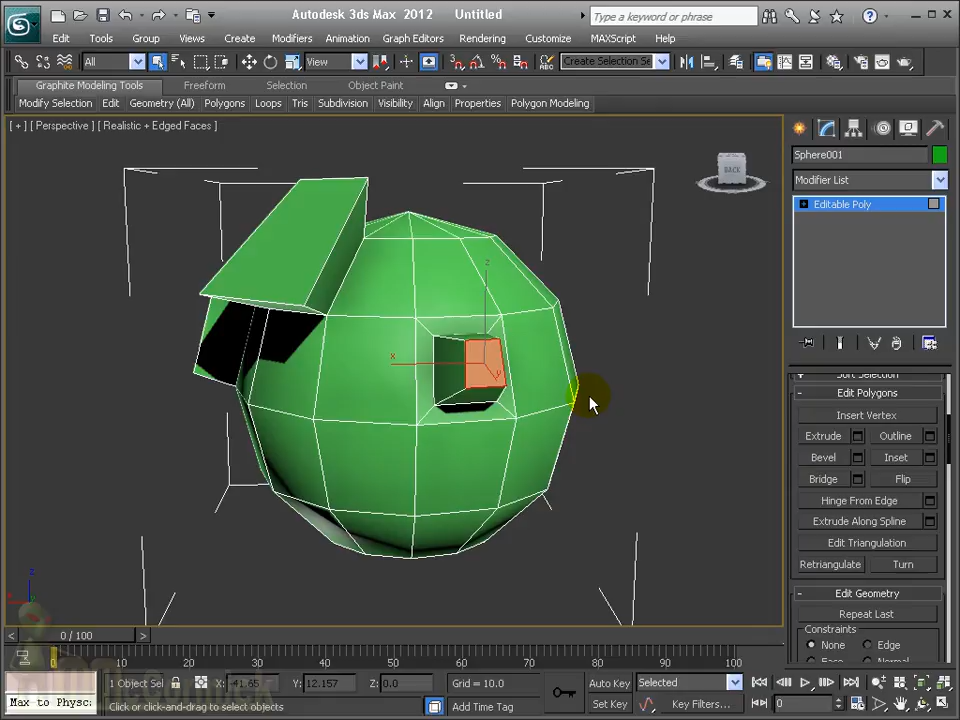 Autodesk 3ds Max 2012 Untitled
Type a keyword or phrase
Edit Tools Group Views Create Modifiers Animation Graph Editors Rendering Customize MAXScript Help
All View Create Selection Se
Graphite Modeling Tools Freeform Selection Object Paint
Modify Selection Edit Geometry (All) Polygons Loops Tris Subdivision Visibility Align Properties Polygon Modeling
[ + ] [ Perspective ] [ Realistic + Edged Faces ]
BACK
Sphere001
Modifier List
Editable Poly
Sort Selection
- Edit Polygons
Insert Vertex
Extrude Outline
Bevel Inset
Bridge Flip
Hinge From Edge
Extrude Along Spline
Edit Triangulation
Retriangulate Turn
- Edit Geometry
Repeat Last
Constraints
None Edge
Face Normal
z
x
y
z
x
< 0 / 100 >
0 10 20 30 40 50 60 70 80 90 100
1 Object Sel X: -41.65 Y: 12.157 Z: 0.0 Grid = 10.0 Auto Key Selected
Max to Physc: Click or click-and-drag to select objects Add Time Tag Set Key Key Filters... 0